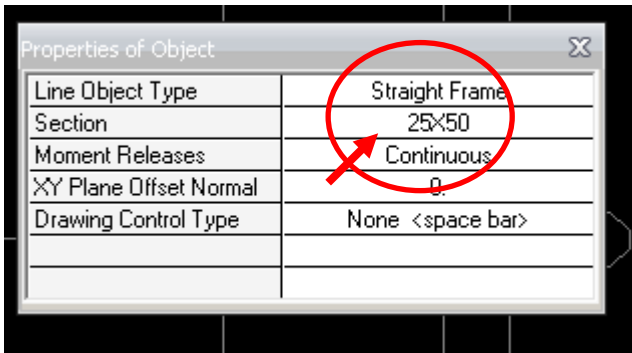 Properties of Object
Line Object Type Straight Frame
Section 25X50
Moment Releases Continuous
XY Plane Offset Normal 0.
Drawing Control Type None <space bar>